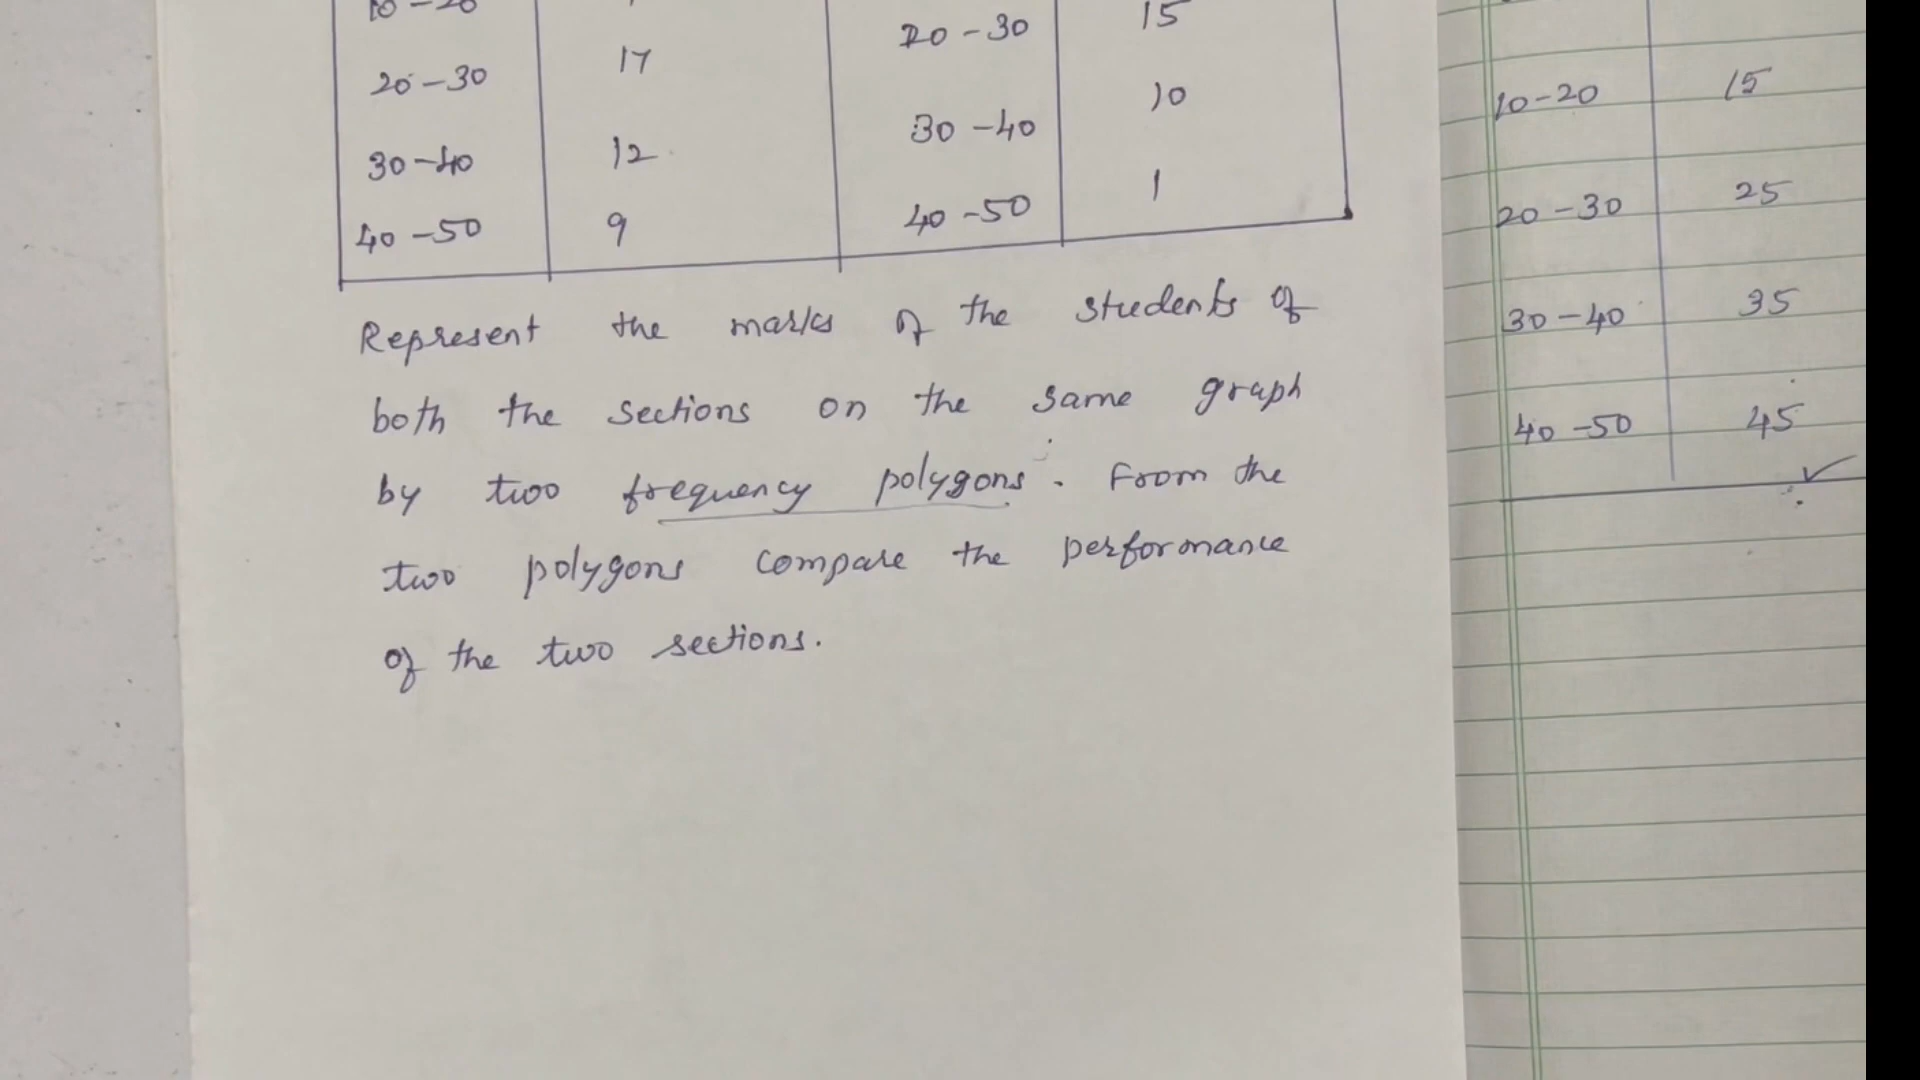 10-20
20-30 17 20-30 15
30-40 12 30-40 10
40-50 9 40-50 1
Represent the marks of the students of
both the sections on the same graph
by two frequency polygons. From the
two polygons compare the performance
of the two sections.
10-20 15
20-30 25
30-40 35
40-50 45